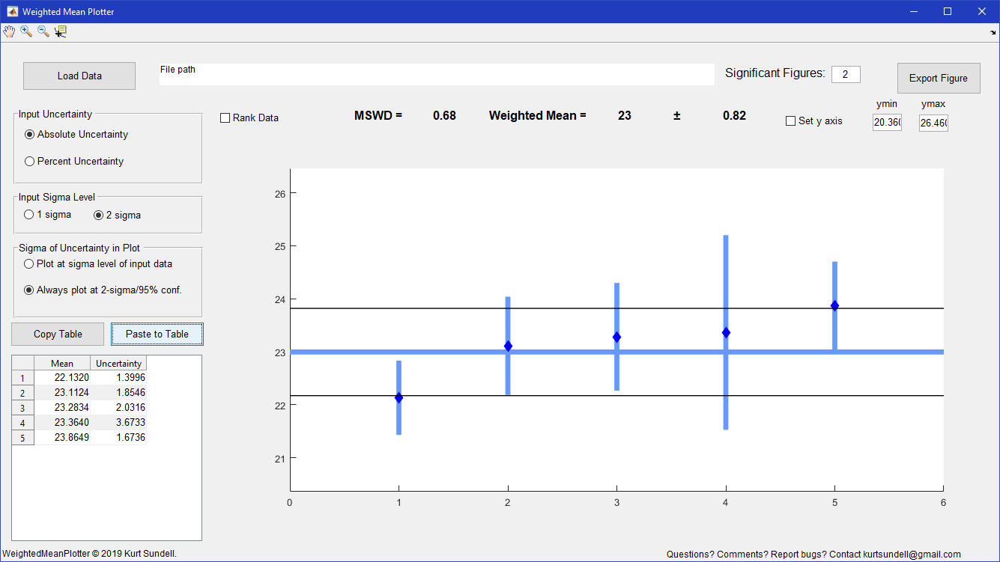 Weighted Mean Plotter
Load Data
File path
Significant Figures: 2
Export Figure
Input Uncertainty
Absolute Uncertainty
Percent Uncertainty
Rank Data
MSWD = 0.68 Weighted Mean = 23 ± 0.82
Set y axis
ymin ymax
20.360 26.460
Input Sigma Level
1 sigma 2 sigma
Sigma of Uncertainty in Plot
Plot at sigma level of input data
Always plot at 2-sigma/95% conf.
Copy Table Paste to Table
Mean Uncertainty
1 22.1320 1.3996
2 23.1124 1.8546
3 23.2834 2.0316
4 23.3640 3.6733
5 23.8649 1.6736
26
25
24
23
22
21
0 1 2 3 4 5 6
WeightedMeanPlotter © 2019 Kurt Sundell.
Questions? Comments? Report bugs? Contact kurtsundell@gmail.com